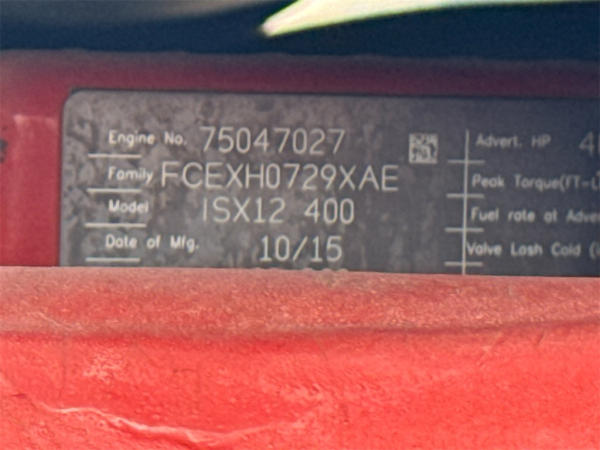 Engine No. 75047027
Family FCEXH0729XAE
Model ISX12 400
Date of Mfg. 10/15
Advert. HP
Peak Torque(FT-
Fuel rate at
Valve Lash Cold